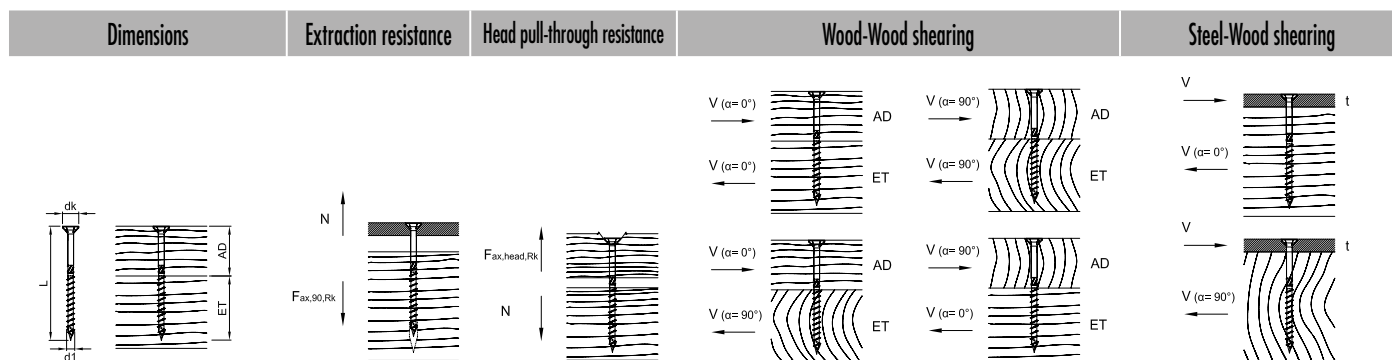 Dimensions
Extraction resistance
Head pull-through resistance
Wood-Wood shearing
Steel-Wood shearing
dk
L
d1
AD
ET
N
Fax,90,Rk
Fax,head,Rk
N
V (α= 0°)
AD
V (α= 0°)
ET
V (α= 90°)
AD
V (α= 90°)
ET
V (α= 0°)
AD
V (α= 90°)
ET
V (α= 90°)
AD
V (α= 0°)
ET
V
t
V (α= 0°)
V
t
V (α= 90°)